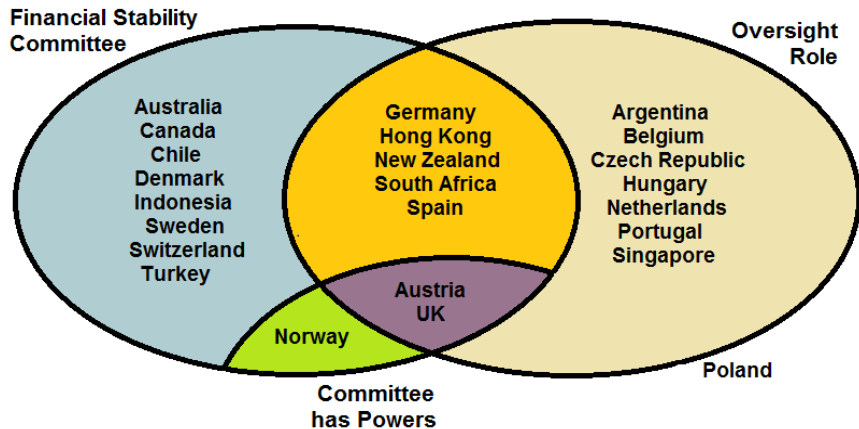 Financial Stability
Committee
Oversight
Role
Australia
Canada
Chile
Denmark
Indonesia
Sweden
Switzerland
Turkey
Germany
Hong Kong
New Zealand
South Africa
Spain
Argentina
Belgium
Czech Republic
Hungary
Netherlands
Portugal
Singapore
Austria
UK
Norway
Poland
Committee
has Powers